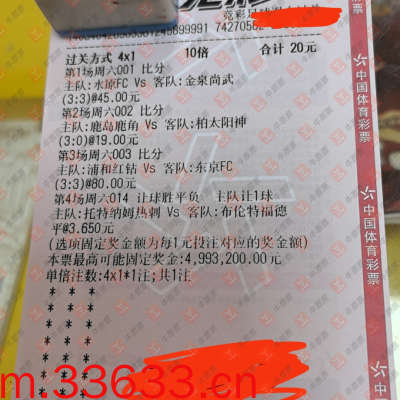 竞彩
过关方式 4x1 10倍 合计 20元
第1场周六001 比分
主队:水原FC Vs 客队:金泉尚武
(3:3)@45.00元
第2场周六002 比分
主队:鹿岛鹿角 Vs 客队:柏太阳神
(3:0)@19.00元
第3场周六003 比分
主队:浦和红钻 Vs 客队:东京FC
(3:3)@80.00元
第4场周六014 让球胜平负 主队让1球
主队:托特纳姆热刺 Vs 客队:布伦特福德
平@3.650元
(选项固定奖金额为每1元投注对应的奖金额)
本票最高可能固定奖金:4,993,200.00元
单倍注数:4x1*1注;共1注
* * *
* * *
* * *
* * *
* * *
* * *
* * *
中国体育彩票
中国体育彩票
m.33633.cn